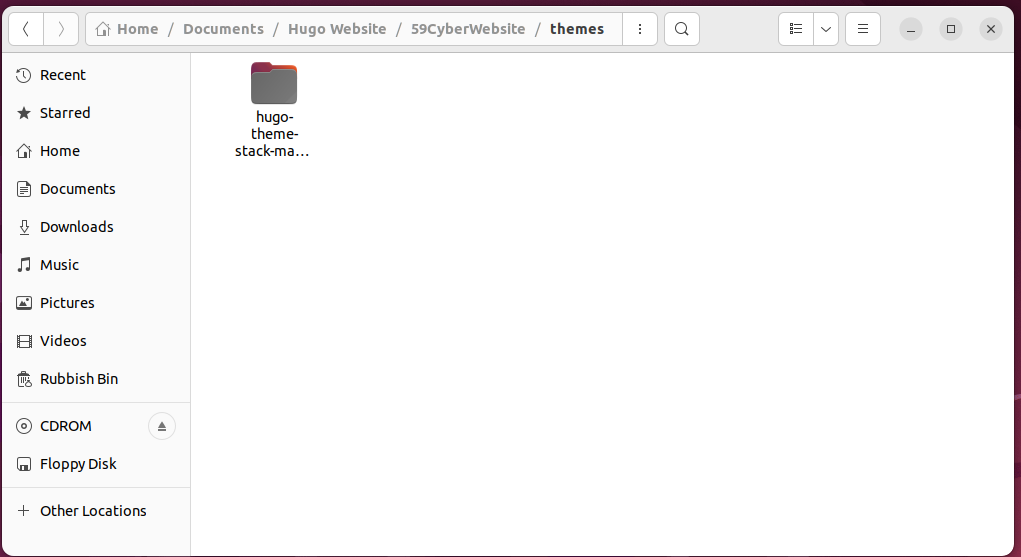 Home / Documents / Hugo Website / 59CyberWebsite / themes
Recent
Starred
Home
Documents
Downloads
Music
Pictures
Videos
Rubbish Bin
CDROM
Floppy Disk
Other Locations
hugo-
theme-
stack-ma…